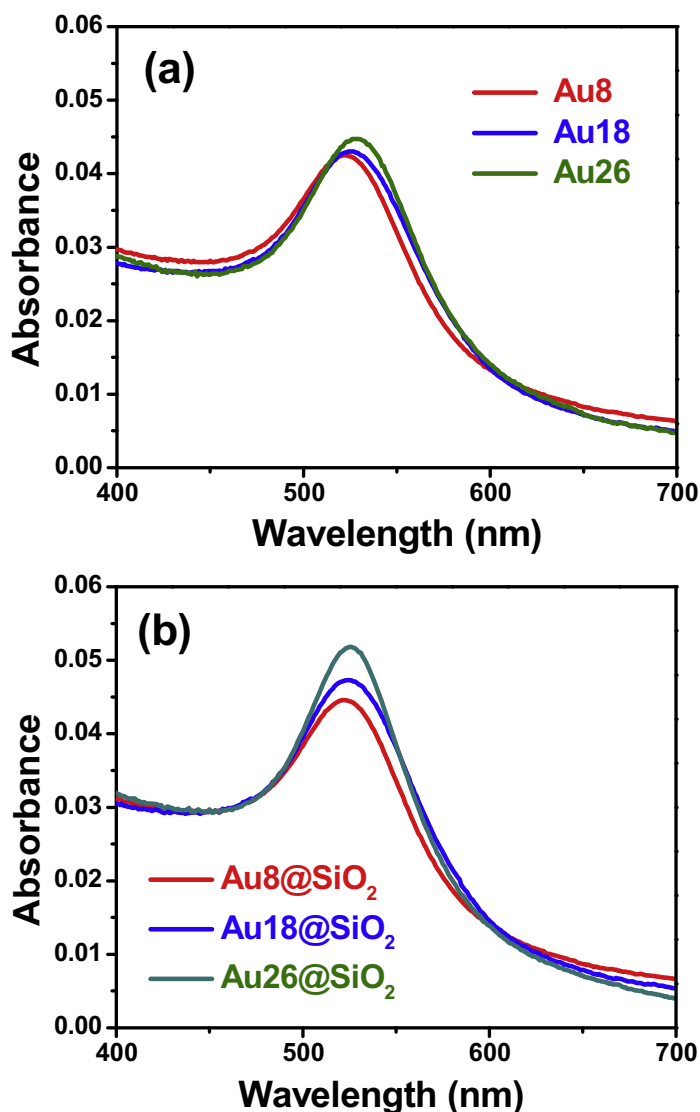 0.06
(a)
0.05
Au8
Au18
0.04
Au26
0.03
0.02
0.01
0.00
400 500 600 700
Absorbance
Wavelength (nm)
0.06
(b)
0.05
0.04
0.03
Au8@SiO₂
0.02
Au18@SiO₂
0.01
Au26@SiO₂
0.00
400 500 600 700
Absorbance
Wavelength (nm)